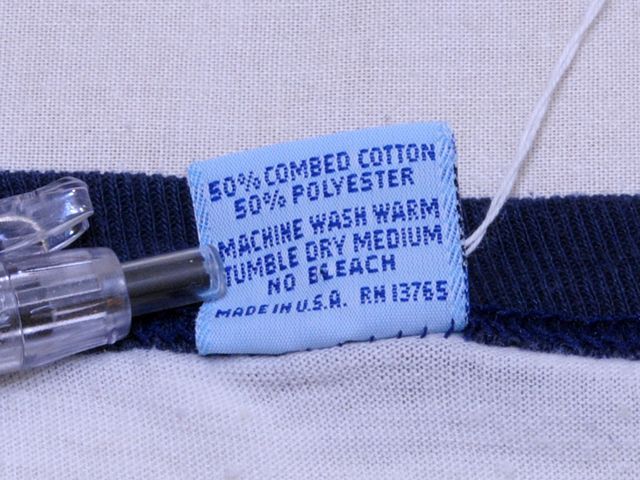 50% COMBED COTTON
50% POLYESTER
MACHINE WASH WARM
TUMBLE DRY MEDIUM
NO BLEACH
MADE IN U.S.A. RN 13765